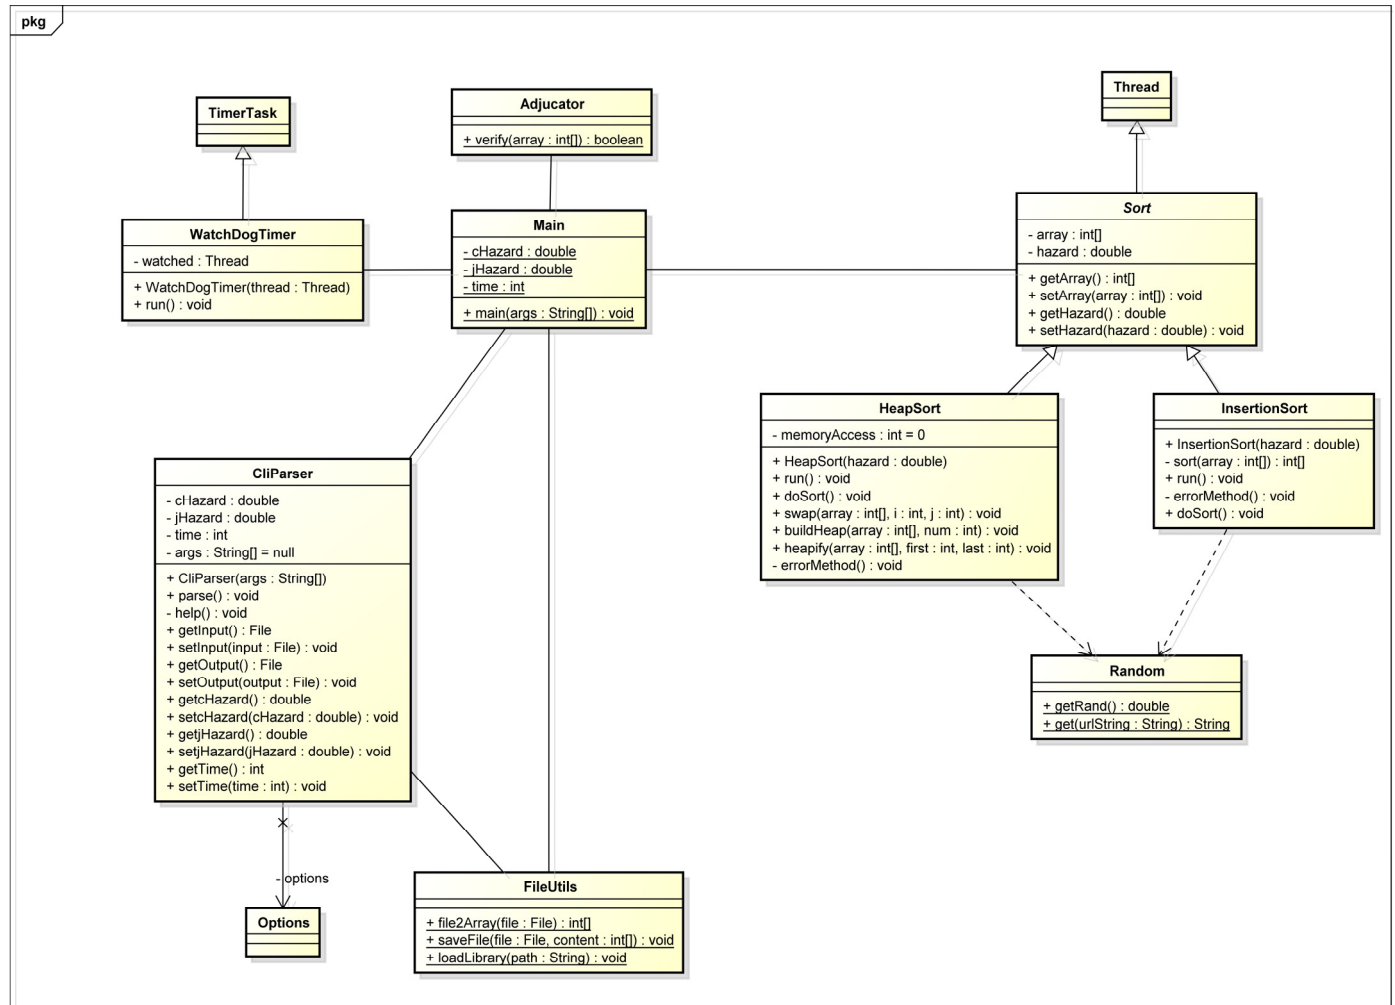 pkg
TimerTask
Adjucator
+ verify(array : int[]) : boolean
Thread
WatchDogTimer
- watched : Thread
+ WatchDogTimer(thread : Thread)
+ run() : void
Main
- cHazard : double
- jHazard : double
- time : int
+ main(args : String[]) : void
Sort
- array : int[]
- hazard : double
+ getArray() : int[]
+ setArray(array : int[]) : void
+ getHazard() : double
+ setHazard(hazard : double) : void
HeapSort
- memoryAccess : int = 0
+ HeapSort(hazard : double)
+ run() : void
+ doSort() : void
+ swap(array : int[], i : int, j : int) : void
+ buildHeap(array : int[], num : int) : void
+ heapify(array : int[], first : int, last : int) : void
- errorMethod() : void
InsertionSort
+ InsertionSort(hazard : double)
- sort(array : int[]) : int[]
+ run() : void
- errorMethod() : void
+ doSort() : void
CliParser
- cHazard : double
- jHazard : double
- time : int
- args : String[] = null
+ CliParser(args : String[])
+ parse() : void
- help() : void
+ getInput() : File
+ setInput(input : File) : void
+ getOutput() : File
+ setOutput(output : File) : void
+ getcHazard() : double
+ setcHazard(cHazard : double) : void
+ getjHazard() : double
+ setjHazard(jHazard : double) : void
+ getTime() : int
+ setTime(time : int) : void
Random
+ getRand() : double
+ get(urlString : String) : String
- options
Options
FileUtils
+ file2Array(file : File) : int[]
+ saveFile(file : File, content : int[]) : void
+ loadLibrary(path : String) : void